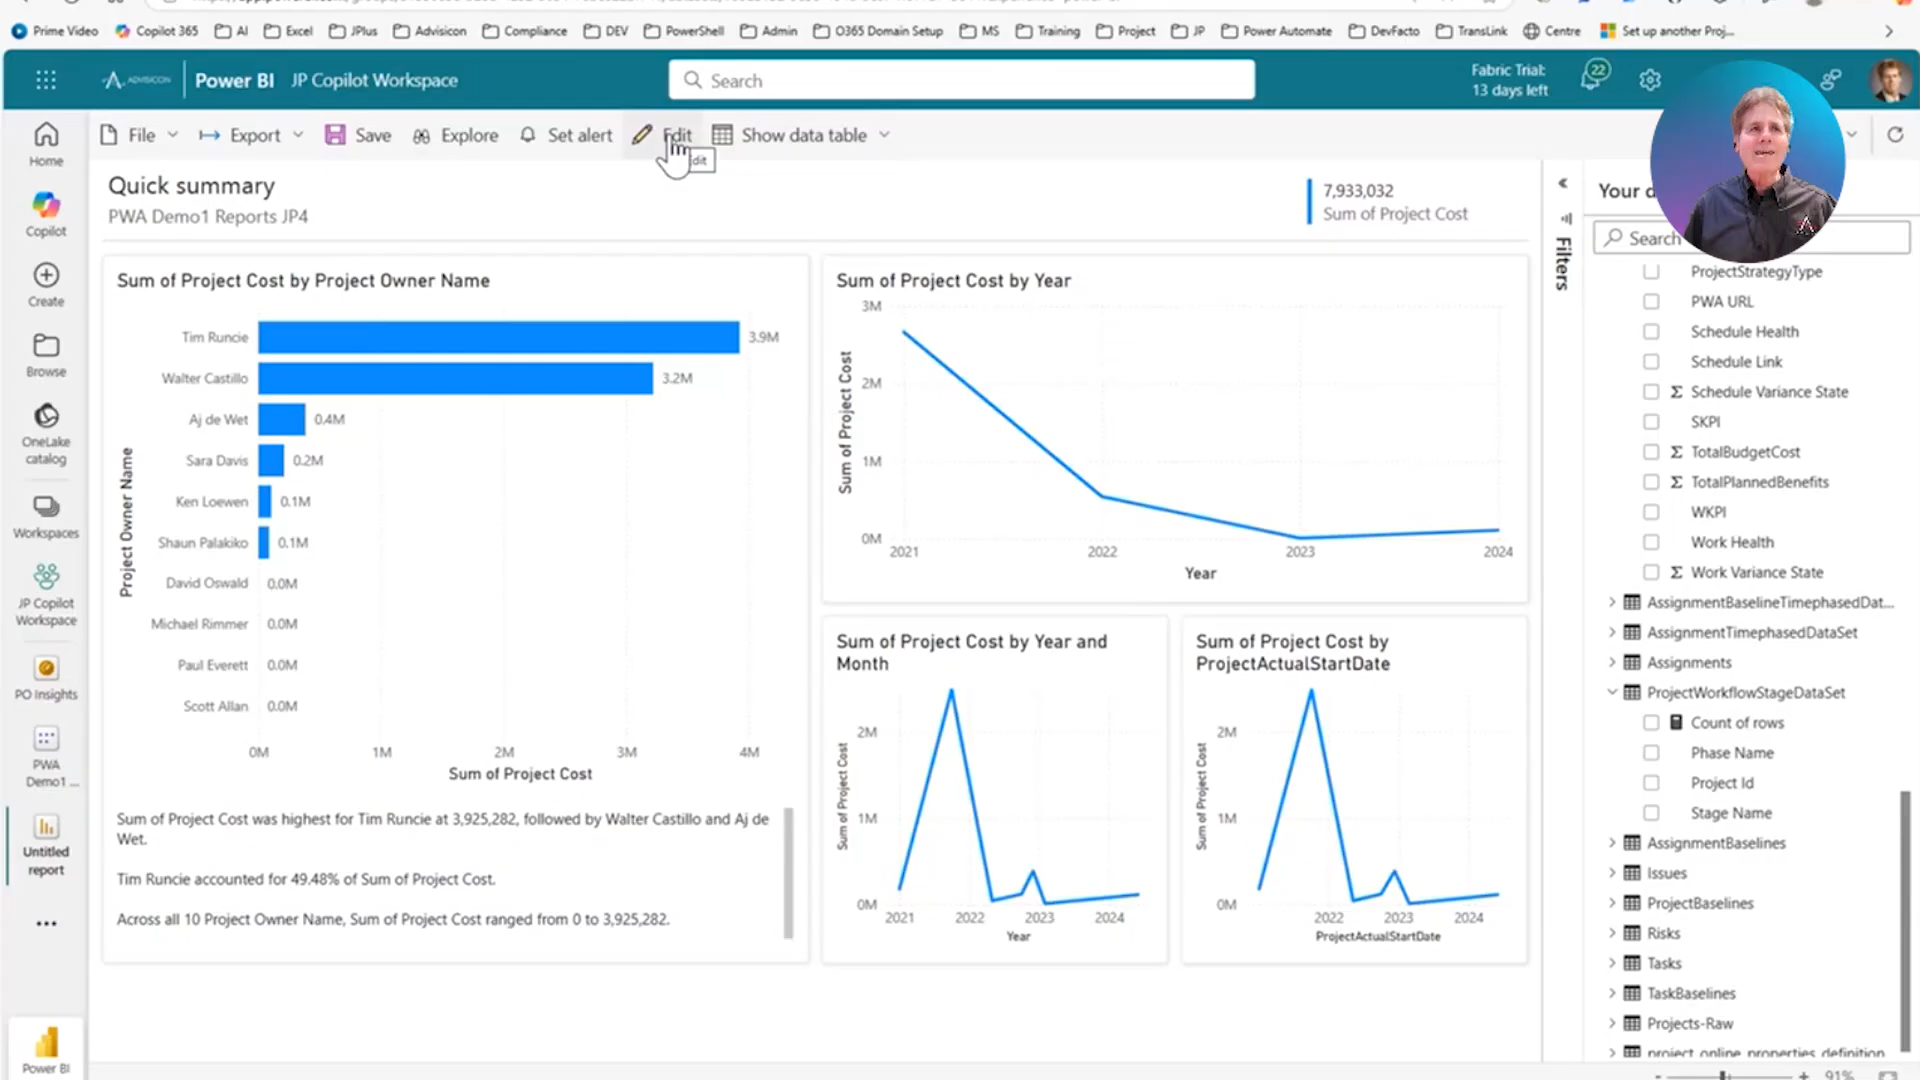 Prime Video
Copilot 365
AI
Excel
JPlus
Advisicon
Compliance
DEV
PowerShell
Admin
O365 Domain Setup
MS
Training
Project
JP
Power Automate
DevFacto
TransLink
Centre
Set up another Proj...
ADVISICON
Power BI
JP Copilot Workspace
Search
Fabric Trial:
13 days left
22
File
Export
Save
Explore
Set alert
Edit
Show data table
Home
Copilot
Create
Browse
OneLake
catalog
Workspaces
JP Copilot
Workspace
PO Insights
PWA
Demo1 ...
Untitled
report
Power BI
Quick summary
PWA Demo1 Reports JP4
7,933,032
Sum of Project Cost
Sum of Project Cost by Project Owner Name
Project Owner Name
Tim Runcie 3.9M
Walter Castillo 3.2M
Aj de Wet 0.4M
Sara Davis 0.2M
Ken Loewen 0.1M
Shaun Palakiko 0.1M
David Oswald 0.0M
Michael Rimmer 0.0M
Paul Everett 0.0M
Scott Allan 0.0M
0M 1M 2M 3M 4M
Sum of Project Cost
Sum of Project Cost was highest for Tim Runcie at 3,925,282, followed by Walter Castillo and Aj de
Wet.
Tim Runcie accounted for 49.48% of Sum of Project Cost.
Across all 10 Project Owner Name, Sum of Project Cost ranged from 0 to 3,925,282.
Sum of Project Cost by Year
Sum of Project Cost
3M
2M
1M
0M
2021 2022 2023 2024
Year
Sum of Project Cost by Year and
Month
Sum of Project Cost
2M
1M
0M
2021 2022 2023 2024
Year
Sum of Project Cost by
ProjectActualStartDate
Sum of Project Cost
2M
1M
0M
2022 2023 2024
ProjectActualStartDate
Filters
Your d
Search
ProjectStrategyType
PWA URL
Schedule Health
Schedule Link
Σ Schedule Variance State
SKPI
Σ TotalBudgetCost
Σ TotalPlannedBenefits
WKPI
Work Health
Σ Work Variance State
AssignmentBaselineTimephasedDat...
AssignmentTimephasedDataSet
Assignments
ProjectWorkflowStageDataSet
Count of rows
Phase Name
Project Id
Stage Name
AssignmentBaselines
Issues
ProjectBaselines
Risks
Tasks
TaskBaselines
Projects-Raw
project_online_properties_definition
91%